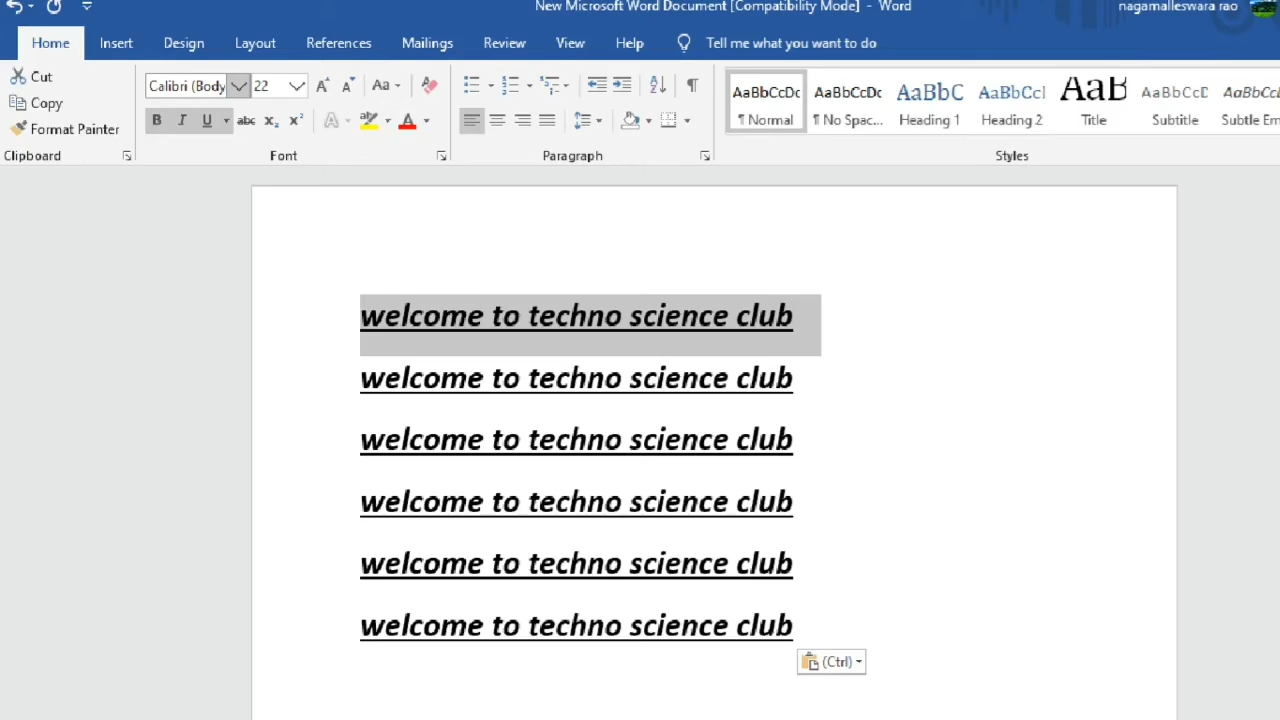 New Microsoft Word Document [Compatibility Mode] - Word
nagamalleswara rao
Home Insert Design Layout References Mailings Review View Help Tell me what you want to do
Cut
Copy
Format Painter
Clipboard
Calibri (Body 22 Aa
B I U abc x₂ x² A ab A
Font
Paragraph
AaBbCcDc AaBbCcDc AaBbC AaBbCcI AaB AaBbCcD AaBbCc
¶ Normal ¶ No Spac... Heading 1 Heading 2 Title Subtitle Subtle Em
Styles
welcome to techno science club
welcome to techno science club
welcome to techno science club
welcome to techno science club
welcome to techno science club
welcome to techno science club
(Ctrl)